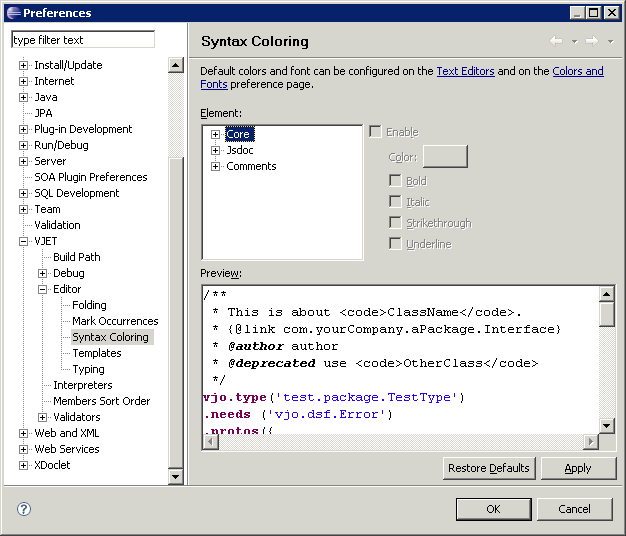 Preferences
type filter text
Install/Update
Internet
Java
JPA
Plug-in Development
Run/Debug
Server
SOA Plugin Preferences
SQL Development
Team
Validation
VJET
Build Path
Debug
Editor
Folding
Mark Occurrences
Syntax Coloring
Templates
Typing
Interpreters
Members Sort Order
Validators
Web and XML
Web Services
XDoclet
Syntax Coloring
Default colors and font can be configured on the Text Editors and on the Colors and
Fonts preference page.
Element:
Core
Jsdoc
Comments
Enable
Color:
Bold
Italic
Strikethrough
Underline
Preview:
/**
* This is about <code>ClassName</code>.
* {@link com.yourCompany.aPackage.Interface}
* @author author
* @deprecated use <code>OtherClass</code>
*/
vjo.type('test.package.TestType')
.needs ('vjo.dsf.Error')
.protos({
Restore Defaults
Apply
OK
Cancel